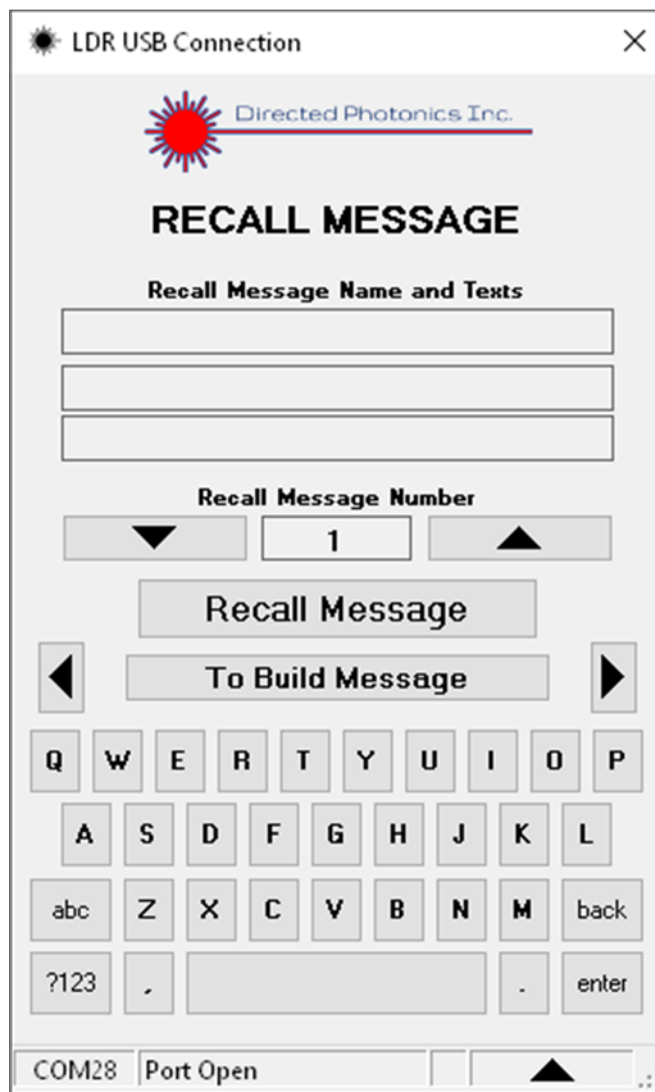 LDR USB Connection
Directed Photonics Inc.
RECALL MESSAGE
Recall Message Name and Texts
Recall Message Number
1
Recall Message
To Build Message
Q W E R T Y U I O P
A S D F G H J K L
abc Z X C V B N M back
?123 , . enter
COM28 Port Open